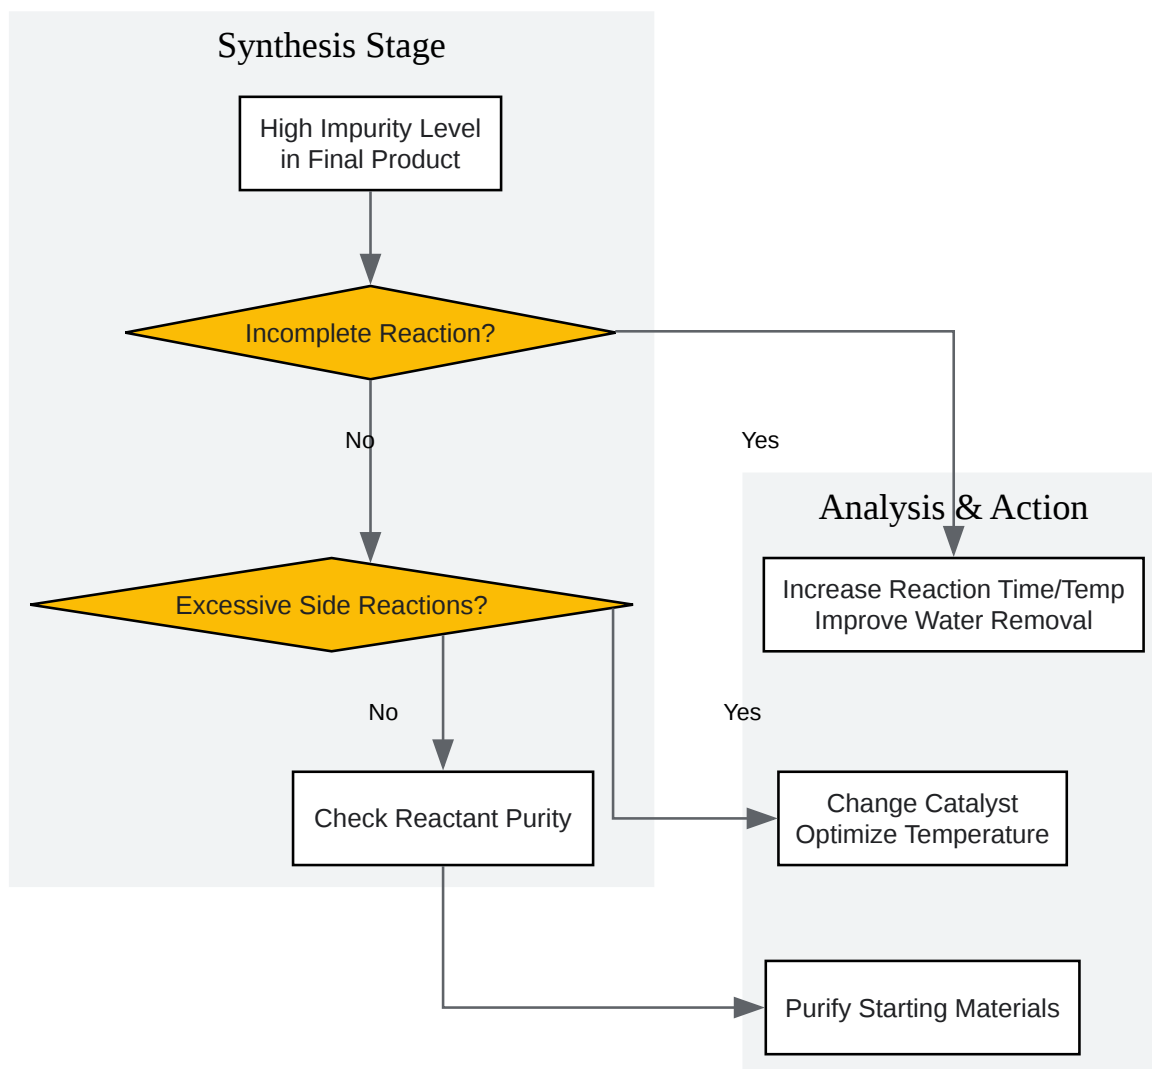 Synthesis Stage
High Impurity Level
in Final Product
Incomplete Reaction?
No
Yes
Analysis & Action
Excessive Side Reactions?
Increase Reaction Time/Temp
Improve Water Removal
No
Yes
Check Reactant Purity
Change Catalyst
Optimize Temperature
Purify Starting Materials